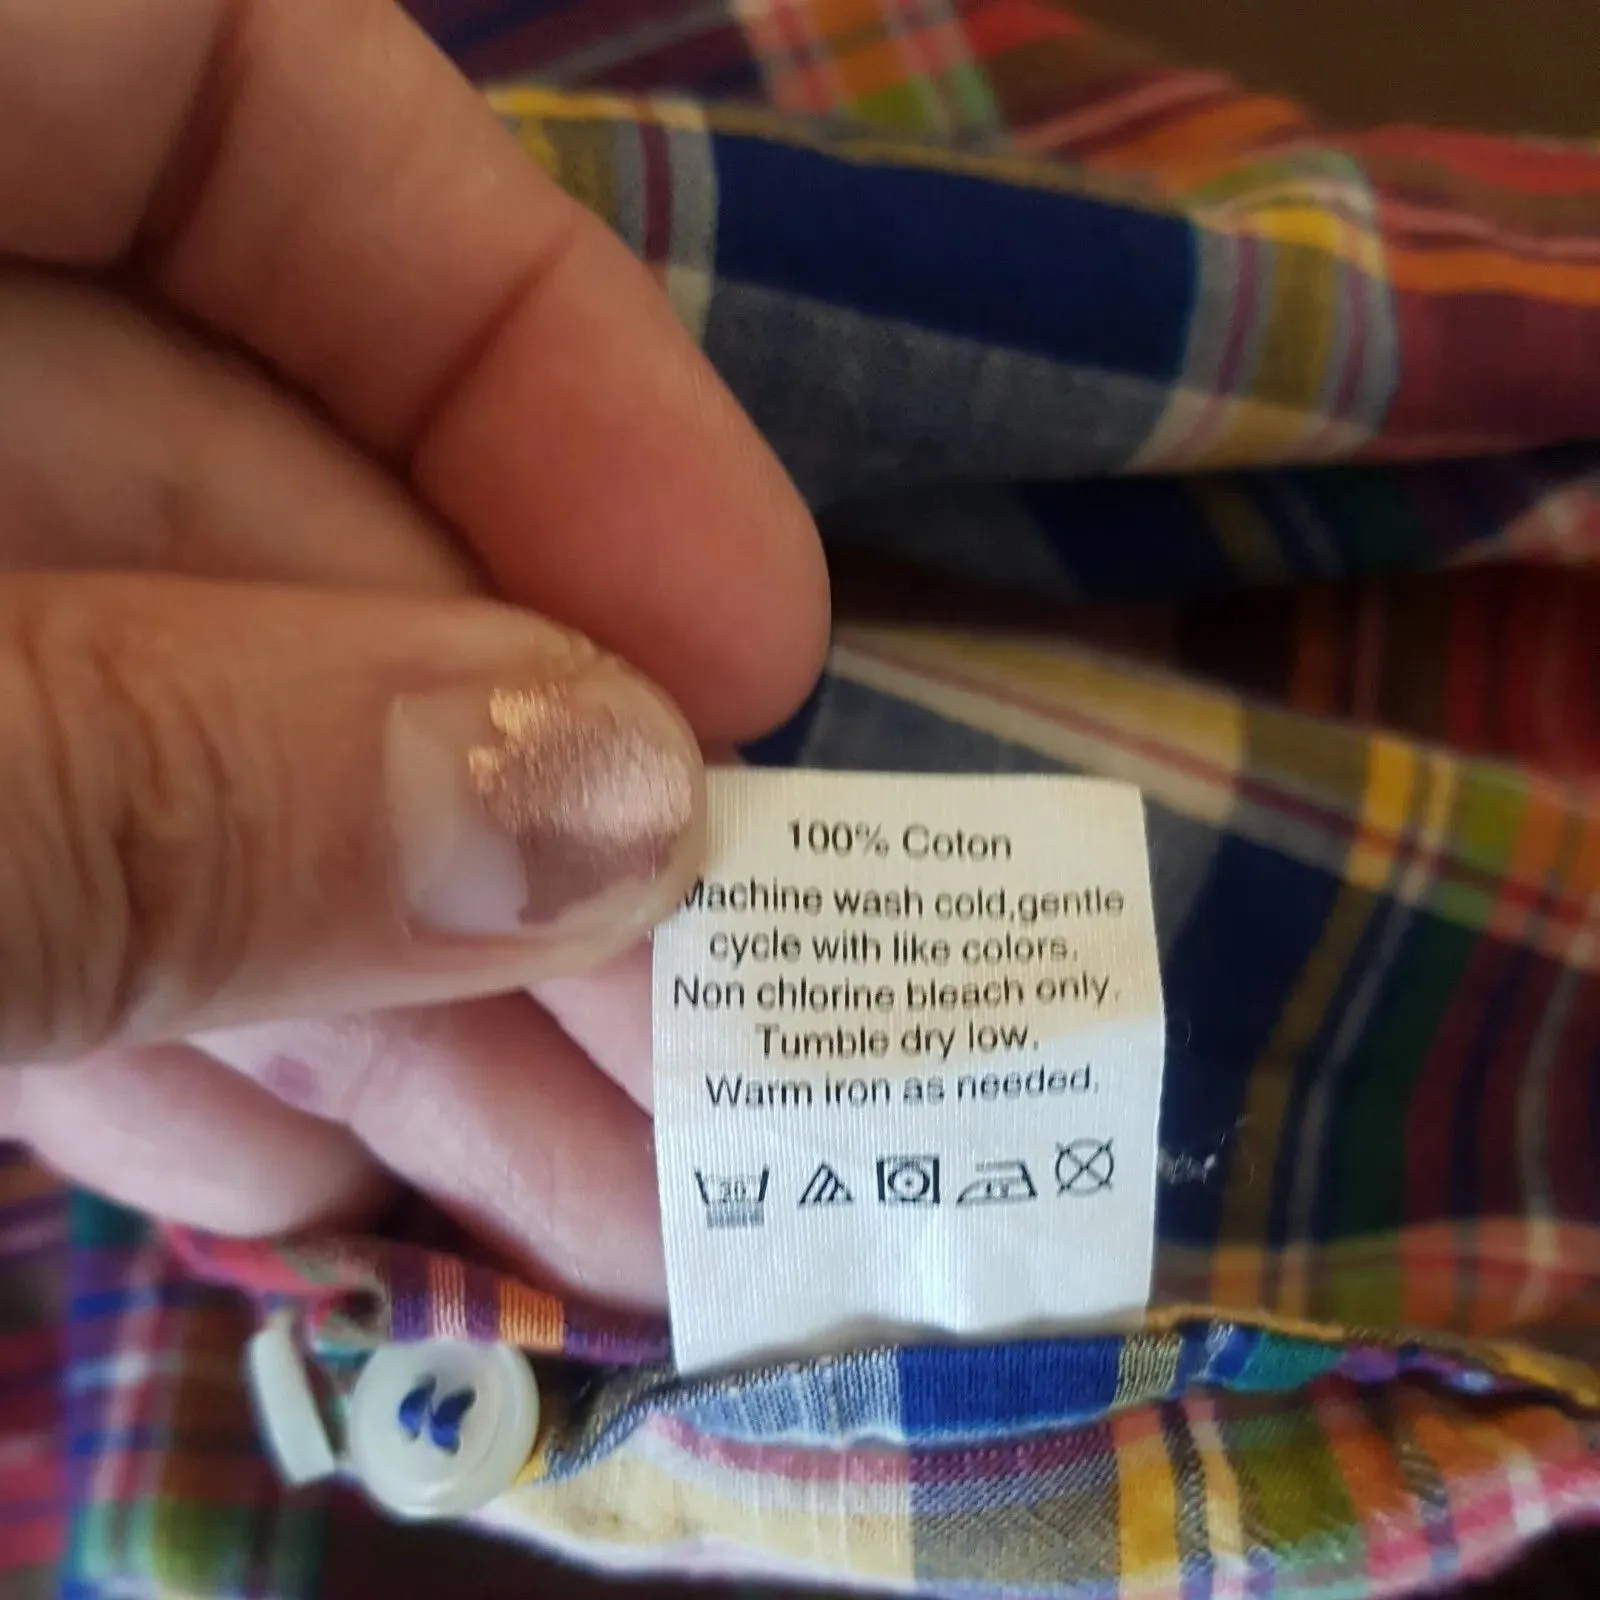 100% Coton
Machine wash cold,gentle
cycle with like colors.
Non chlorine bleach only.
Tumble dry low.
Warm iron as needed.
30